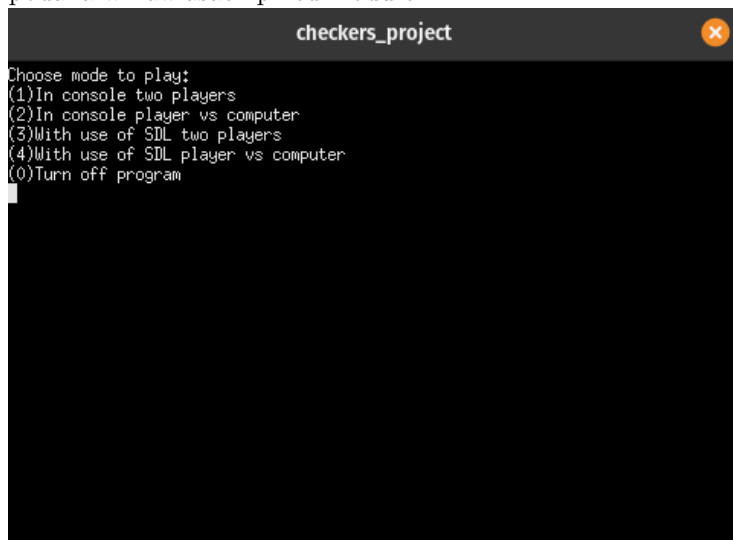 checkers_project
Choose mode to play:
(1)In console two players
(2)In console player vs computer
(3)With use of SDL two players
(4)With use of SDL player vs computer
(0)Turn off program